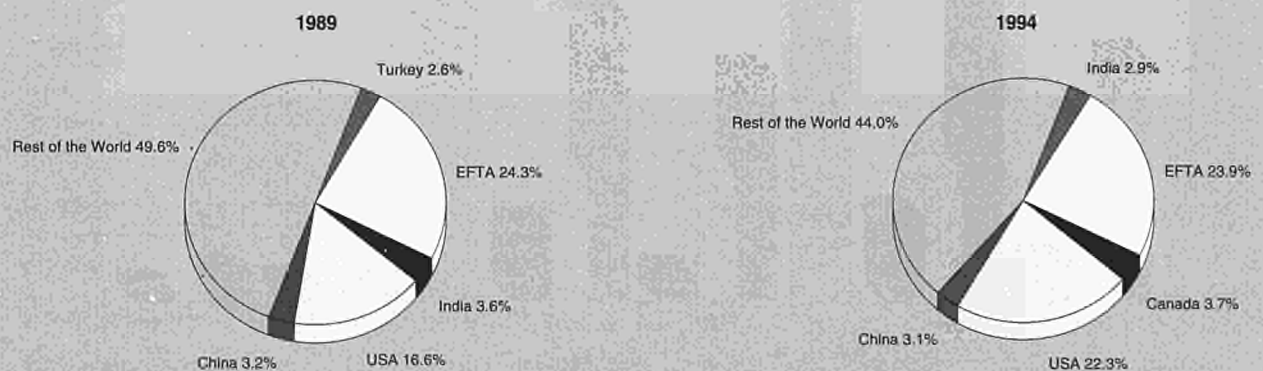 1989
Turkey 2.6%
Rest of the World 49.6%
EFTA 24.3%
India 3.6%
USA 16.6%
China 3.2%
1994
India 2.9%
Rest of the World 44.0%
EFTA 23.9%
Canada 3.7%
China 3.1%
USA 22.3%